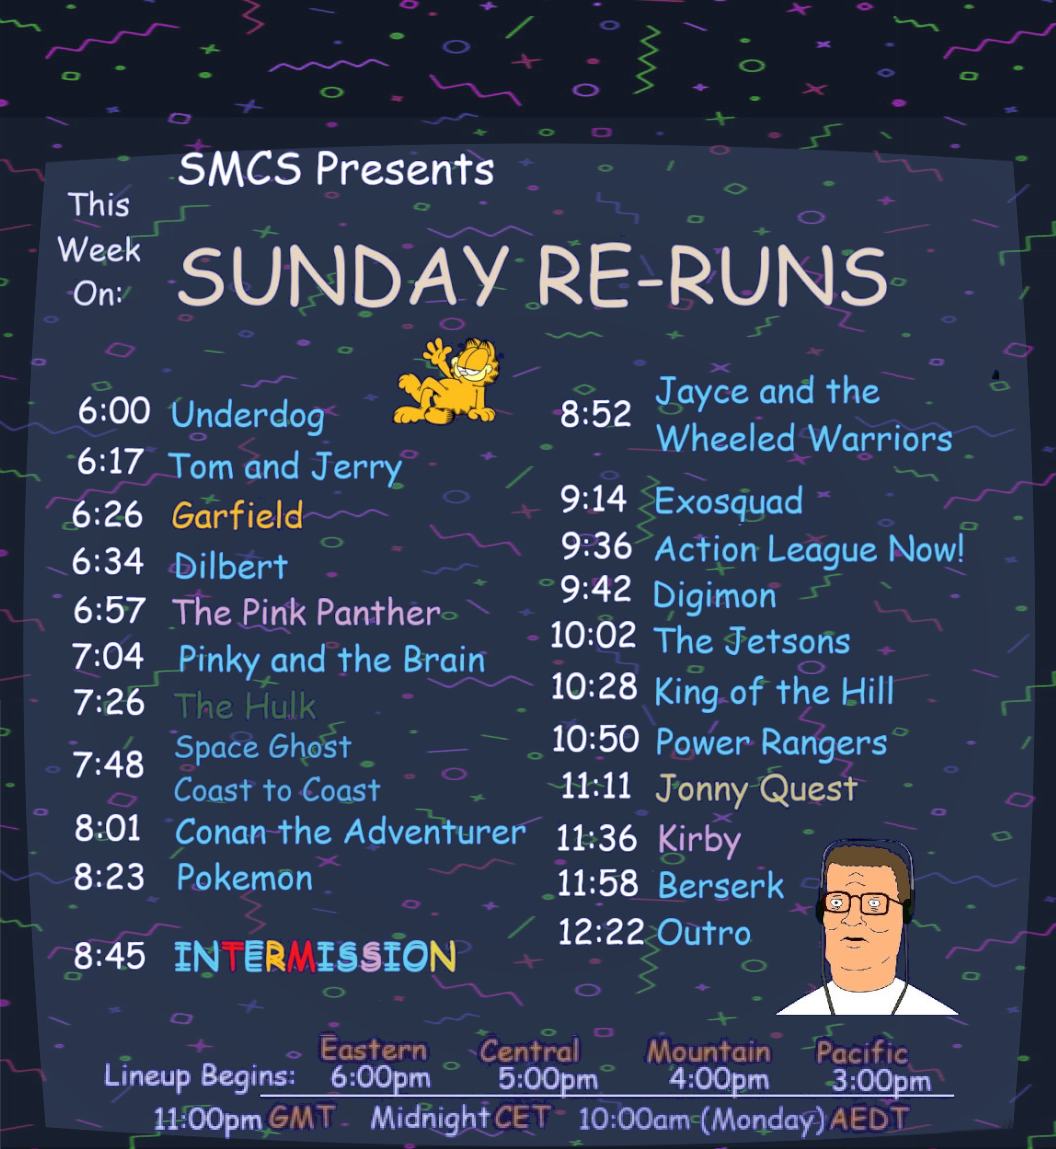 SMCS Presents
This
Week
On:
SUNDAY RE-RUNS
6:00 Underdog
6:17 Tom and Jerry
6:26 Garfield
6:34 Dilbert
6:57 The Pink Panther
7:04 Pinky and the Brain
7:26 The Hulk
7:48 Space Ghost
Coast to Coast
8:01 Conan the Adventurer
8:23 Pokemon
8:45 INTERMISSION
8:52 Jayce and the
Wheeled Warriors
9:14 Exosquad
9:36 Action League Now!
9:42 Digimon
10:02 The Jetsons
10:28 King of the Hill
10:50 Power Rangers
11:11 Jonny Quest
11:36 Kirby
11:58 Berserk
12:22 Outro
Eastern Central Mountain Pacific
Lineup Begins: 6:00pm 5:00pm 4:00pm 3:00pm
11:00pm GMT Midnight CET 10:00am (Monday) AEDT